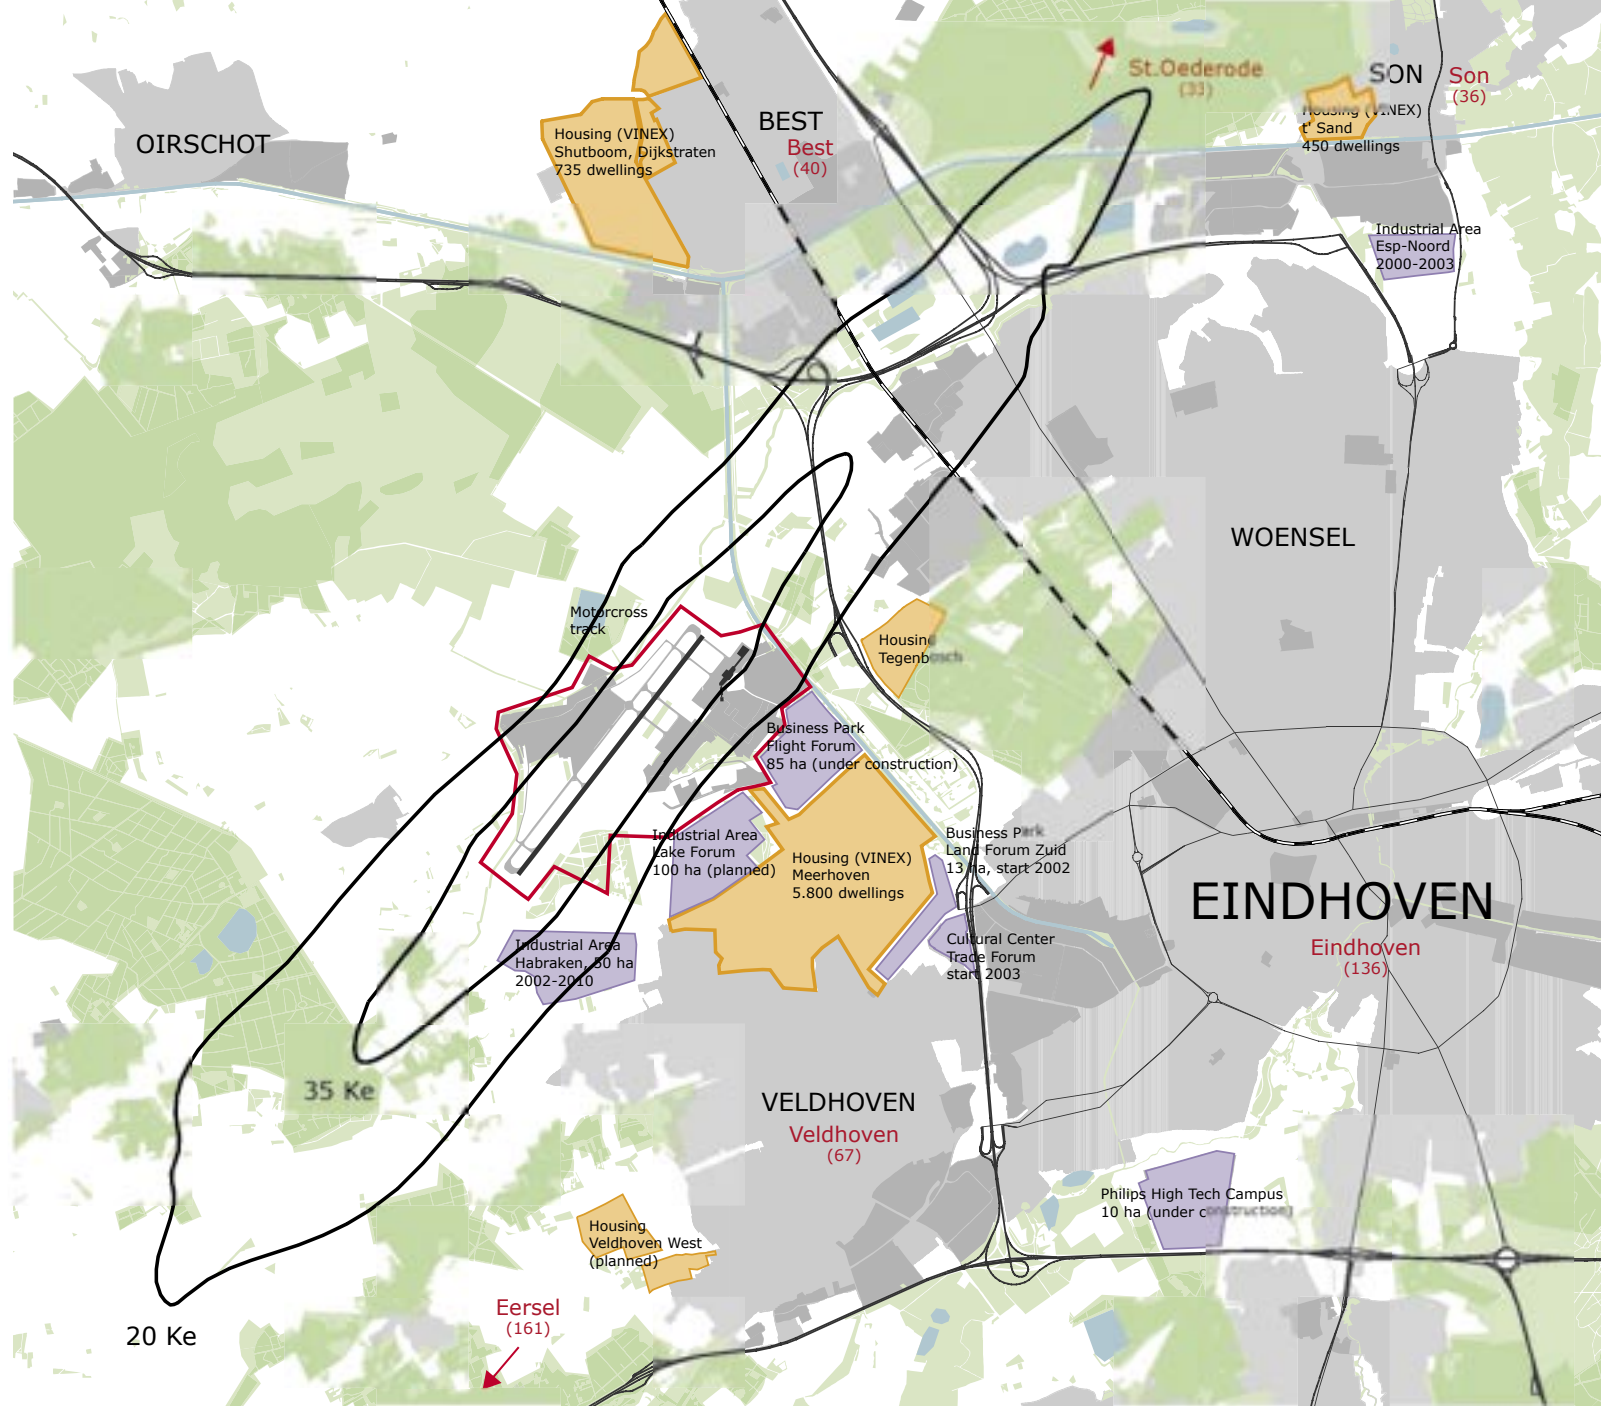 St.Oederode
(33)
SON
Son
(36)
Housing (VINEX)
t' Sand
450 dwellings
BEST
Best
(40)
OIRSCHOT
Housing (VINEX)
Shutboom, Dijkstraten
735 dwellings
Industrial Area
Esp-Noord
2000-2003
WOENSEL
Motorcross
track
Housing
Tegenbosch
Business Park
Flight Forum
85 ha (under construction)
Industrial Area
Lake Forum
100 ha (planned)
Housing (VINEX)
Meerhoven
5.800 dwellings
Business Park
Land Forum Zuid
13 ha, start 2002
EINDHOVEN
Eindhoven
(136)
Cultural Center
Trade Forum
start 2003
Industrial Area
Habraken, 50 ha
2002-2010
35 Ke
VELDHOVEN
Veldhoven
(67)
Philips High Tech Campus
10 ha (under construction)
Housing
Veldhoven West
(planned)
Eersel
(161)
20 Ke